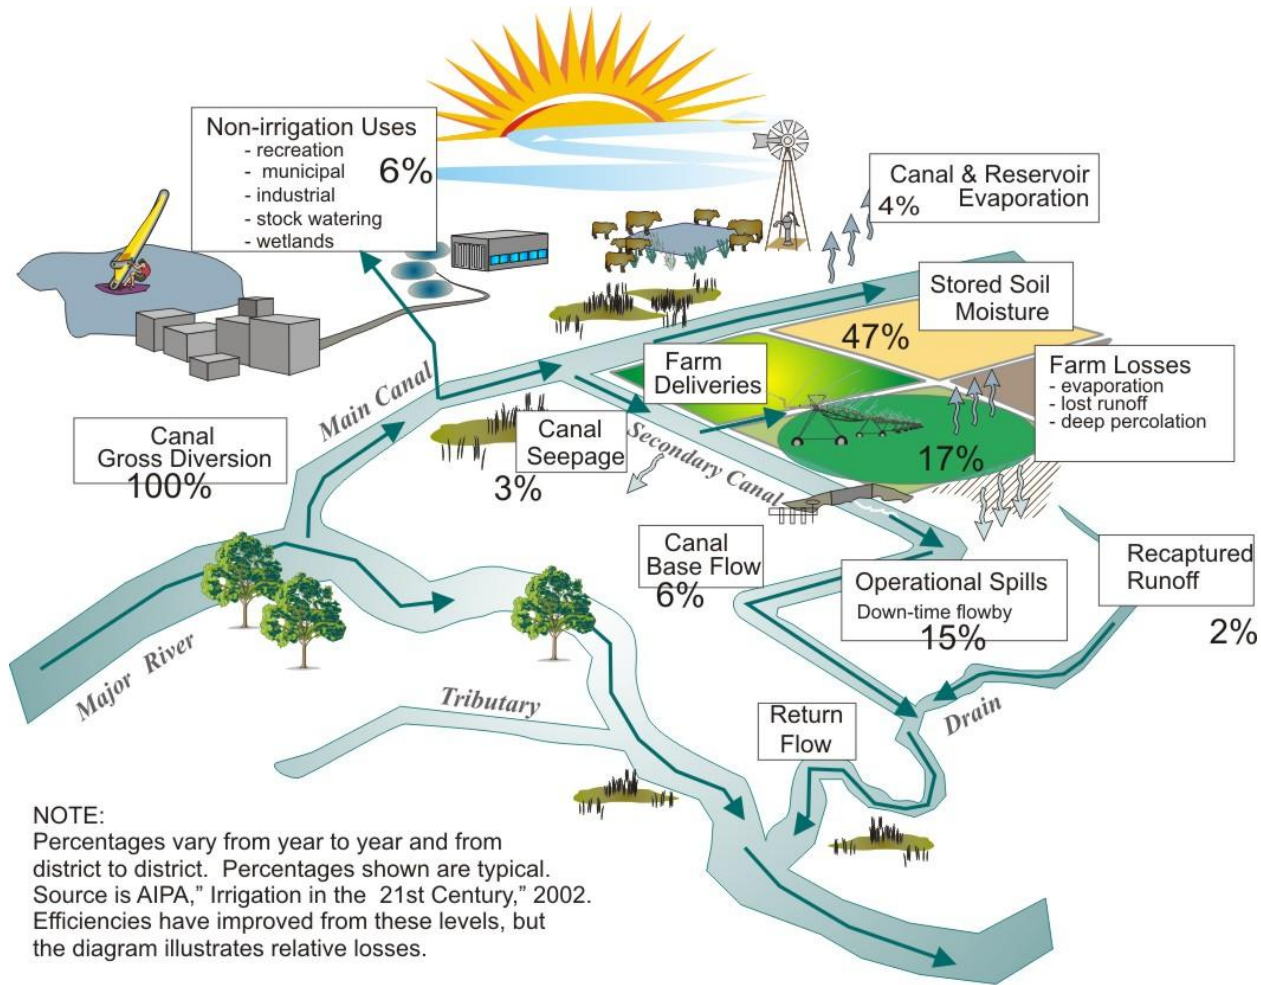 Non-irrigation Uses
- recreation
- municipal
- industrial
- stock watering
- wetlands
6%
Canal & Reservoir
Evaporation
4%
Stored Soil
Moisture
47%
Farm
Deliveries
Farm Losses
- evaporation
- lost runoff
- deep percolation
17%
Main Canal
Canal
Gross Diversion
100%
Canal
Seepage
3%
Secondary Canal
Canal
Base Flow
6%
Operational Spills
Down-time flowby
15%
Recaptured
Runoff
2%
Major River
Tributary
Drain
Return
Flow
NOTE:
Percentages vary from year to year and from
district to district. Percentages shown are typical.
Source is AIPA,” Irrigation in the 21st Century,” 2002.
Efficiencies have improved from these levels, but
the diagram illustrates relative losses.